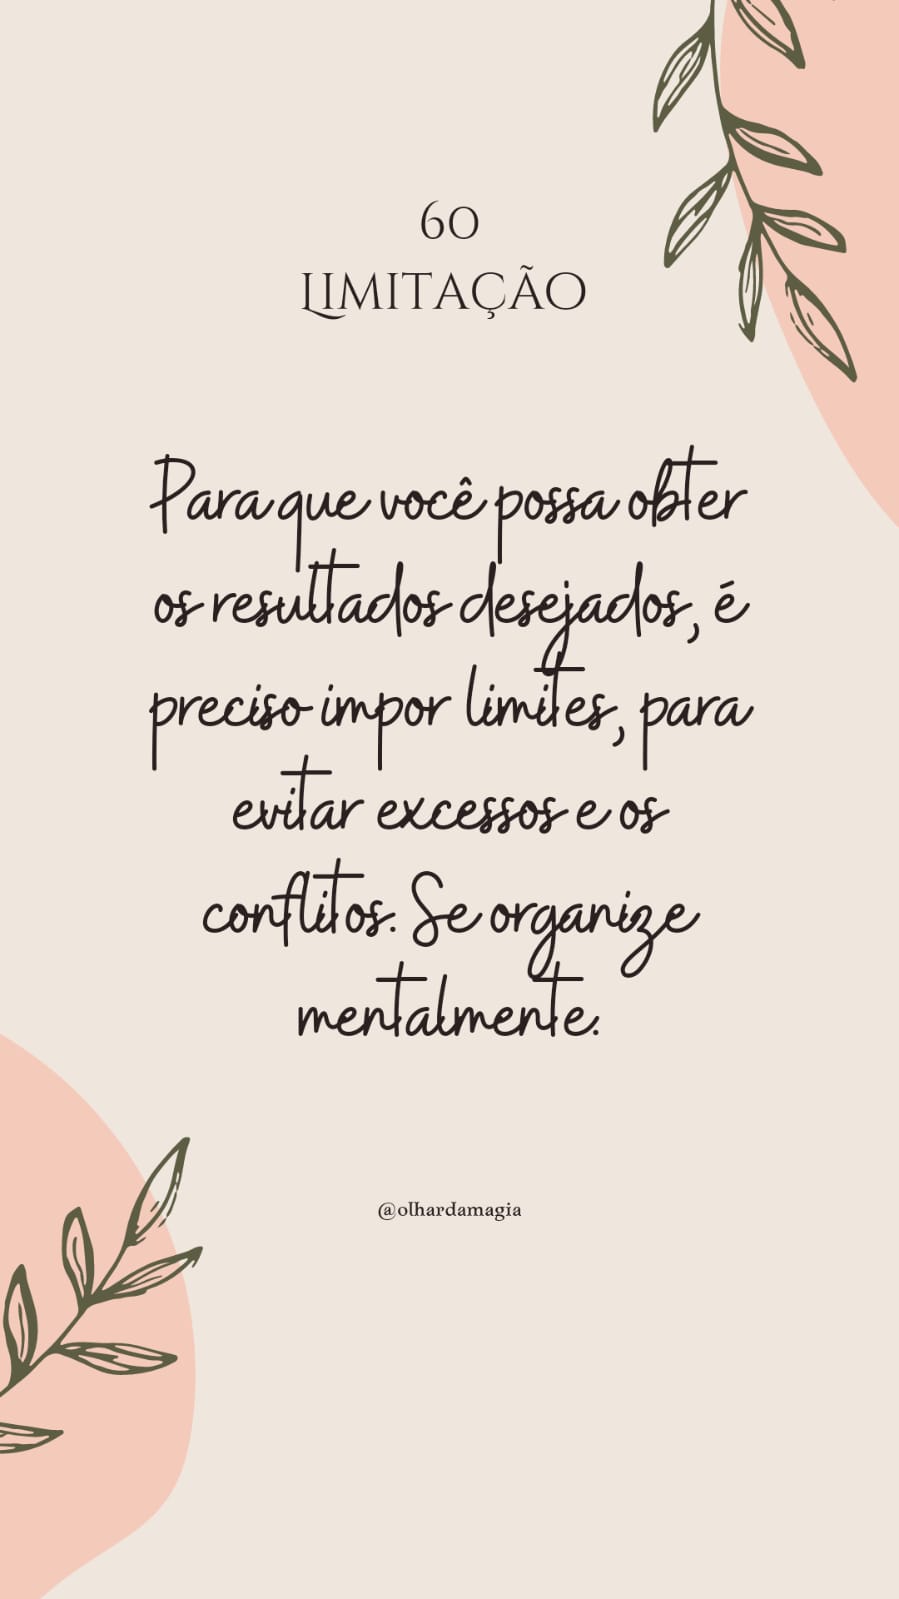 60
Limitação
Para que você possa obter
os resultados desejados, é
preciso impor limites, para
evitar excessos e os
conflitos. Se organize
mentalmente.
@olhardamagia